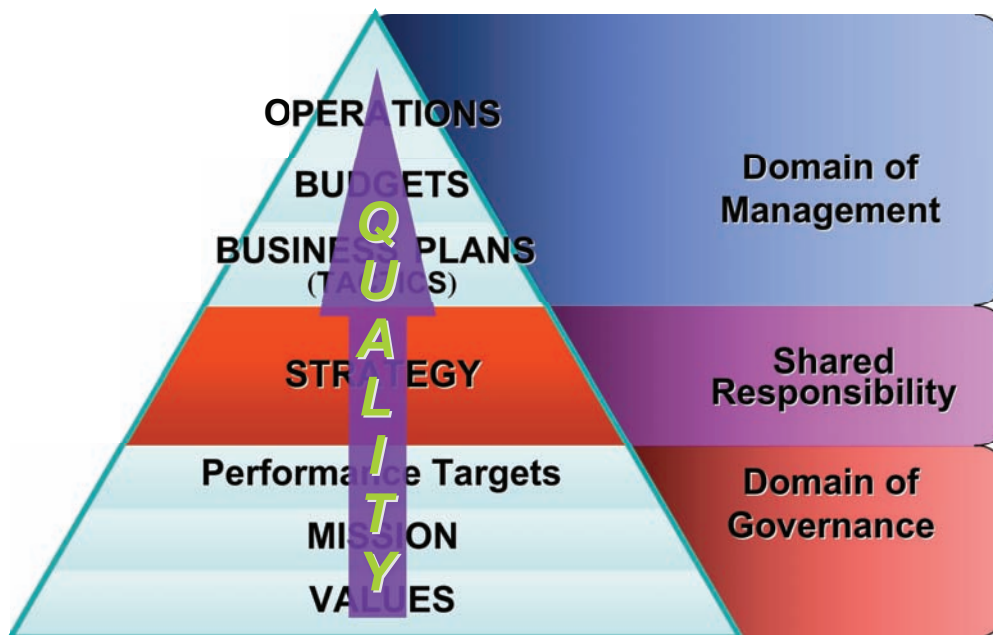 OPERATIONS
BUDGETS
BUSINESS PLANS
(TACTICS)
STRATEGY
Performance Targets
MISSION
VALUES
QUALITY
Domain of
Management
Shared
Responsibility
Domain of
Governance